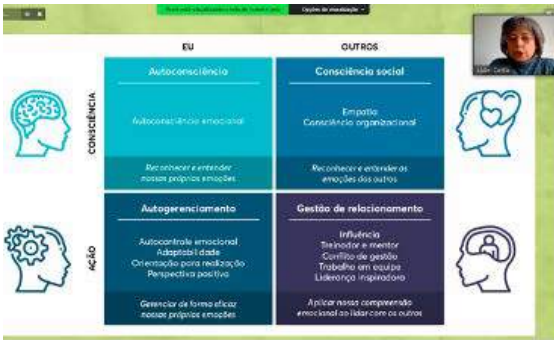 Opções de visualização
EU
OUTROS
CONSCIÊNCIA
Autoconsciência
Autoconsciência emocional
Reconhecer e entender
nossas próprias emoções
Consciência social
Empatia
Consciência organizacional
Reconhecer e entender as
emoções dos outros
AÇÃO
Autogerenciamento
Autocontrole emocional
Adaptabilidade
Orientação para realização
Perspectiva positiva
Gerenciar de forma eficaz
nossas próprias emoções
Gestão de relacionamento
Influência
Treinador e mentor
Conflito de gestão
Trabalho em equipe
Liderança inspiradora
Aplicar nossa compreensão
emocional ao lidar com os outros